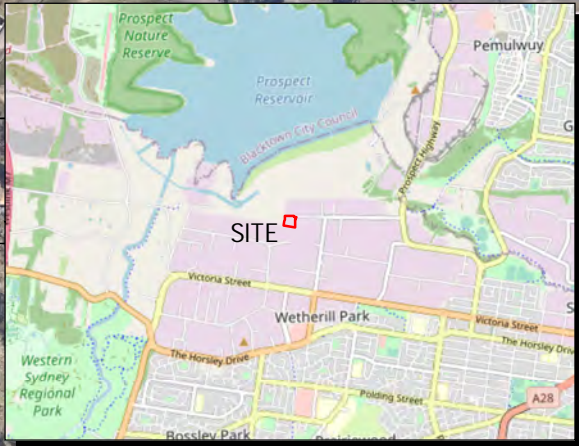 Prospect
Nature
Reserve
Pemulwuy
Prospect
Reservoir
Blacktown City Council
Prospect Highway
SITE
Victoria Street
Wetherill Park
Victoria Street
The Horsley Drive
The Horsley Drive
Western
Sydney
Regional
Park
Polding Street
A28
Bossley Park